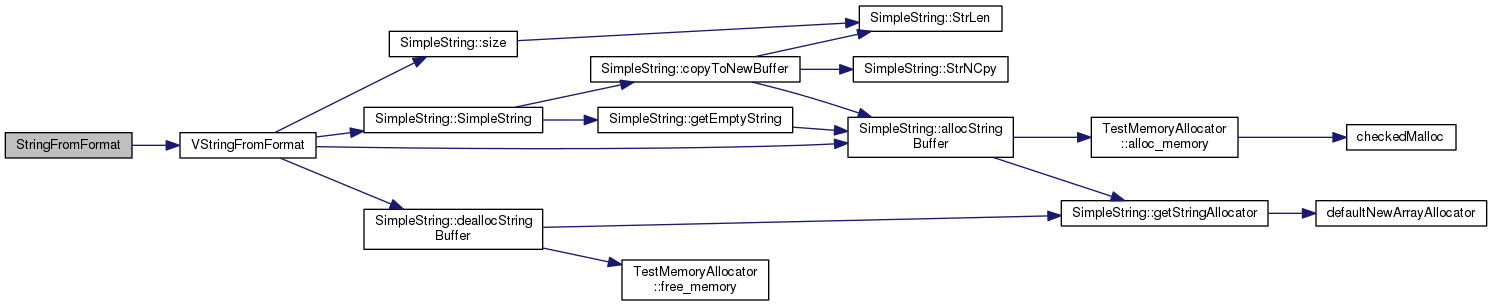 StringFromFormat
VStringFromFormat
SimpleString::size
SimpleString::SimpleString
SimpleString::deallocString
Buffer
SimpleString::copyToNewBuffer
SimpleString::getEmptyString
TestMemoryAllocator
::free_memory
SimpleString::StrLen
SimpleString::StrNCpy
SimpleString::allocString
Buffer
TestMemoryAllocator
::alloc_memory
SimpleString::getStringAllocator
checkedMalloc
defaultNewArrayAllocator